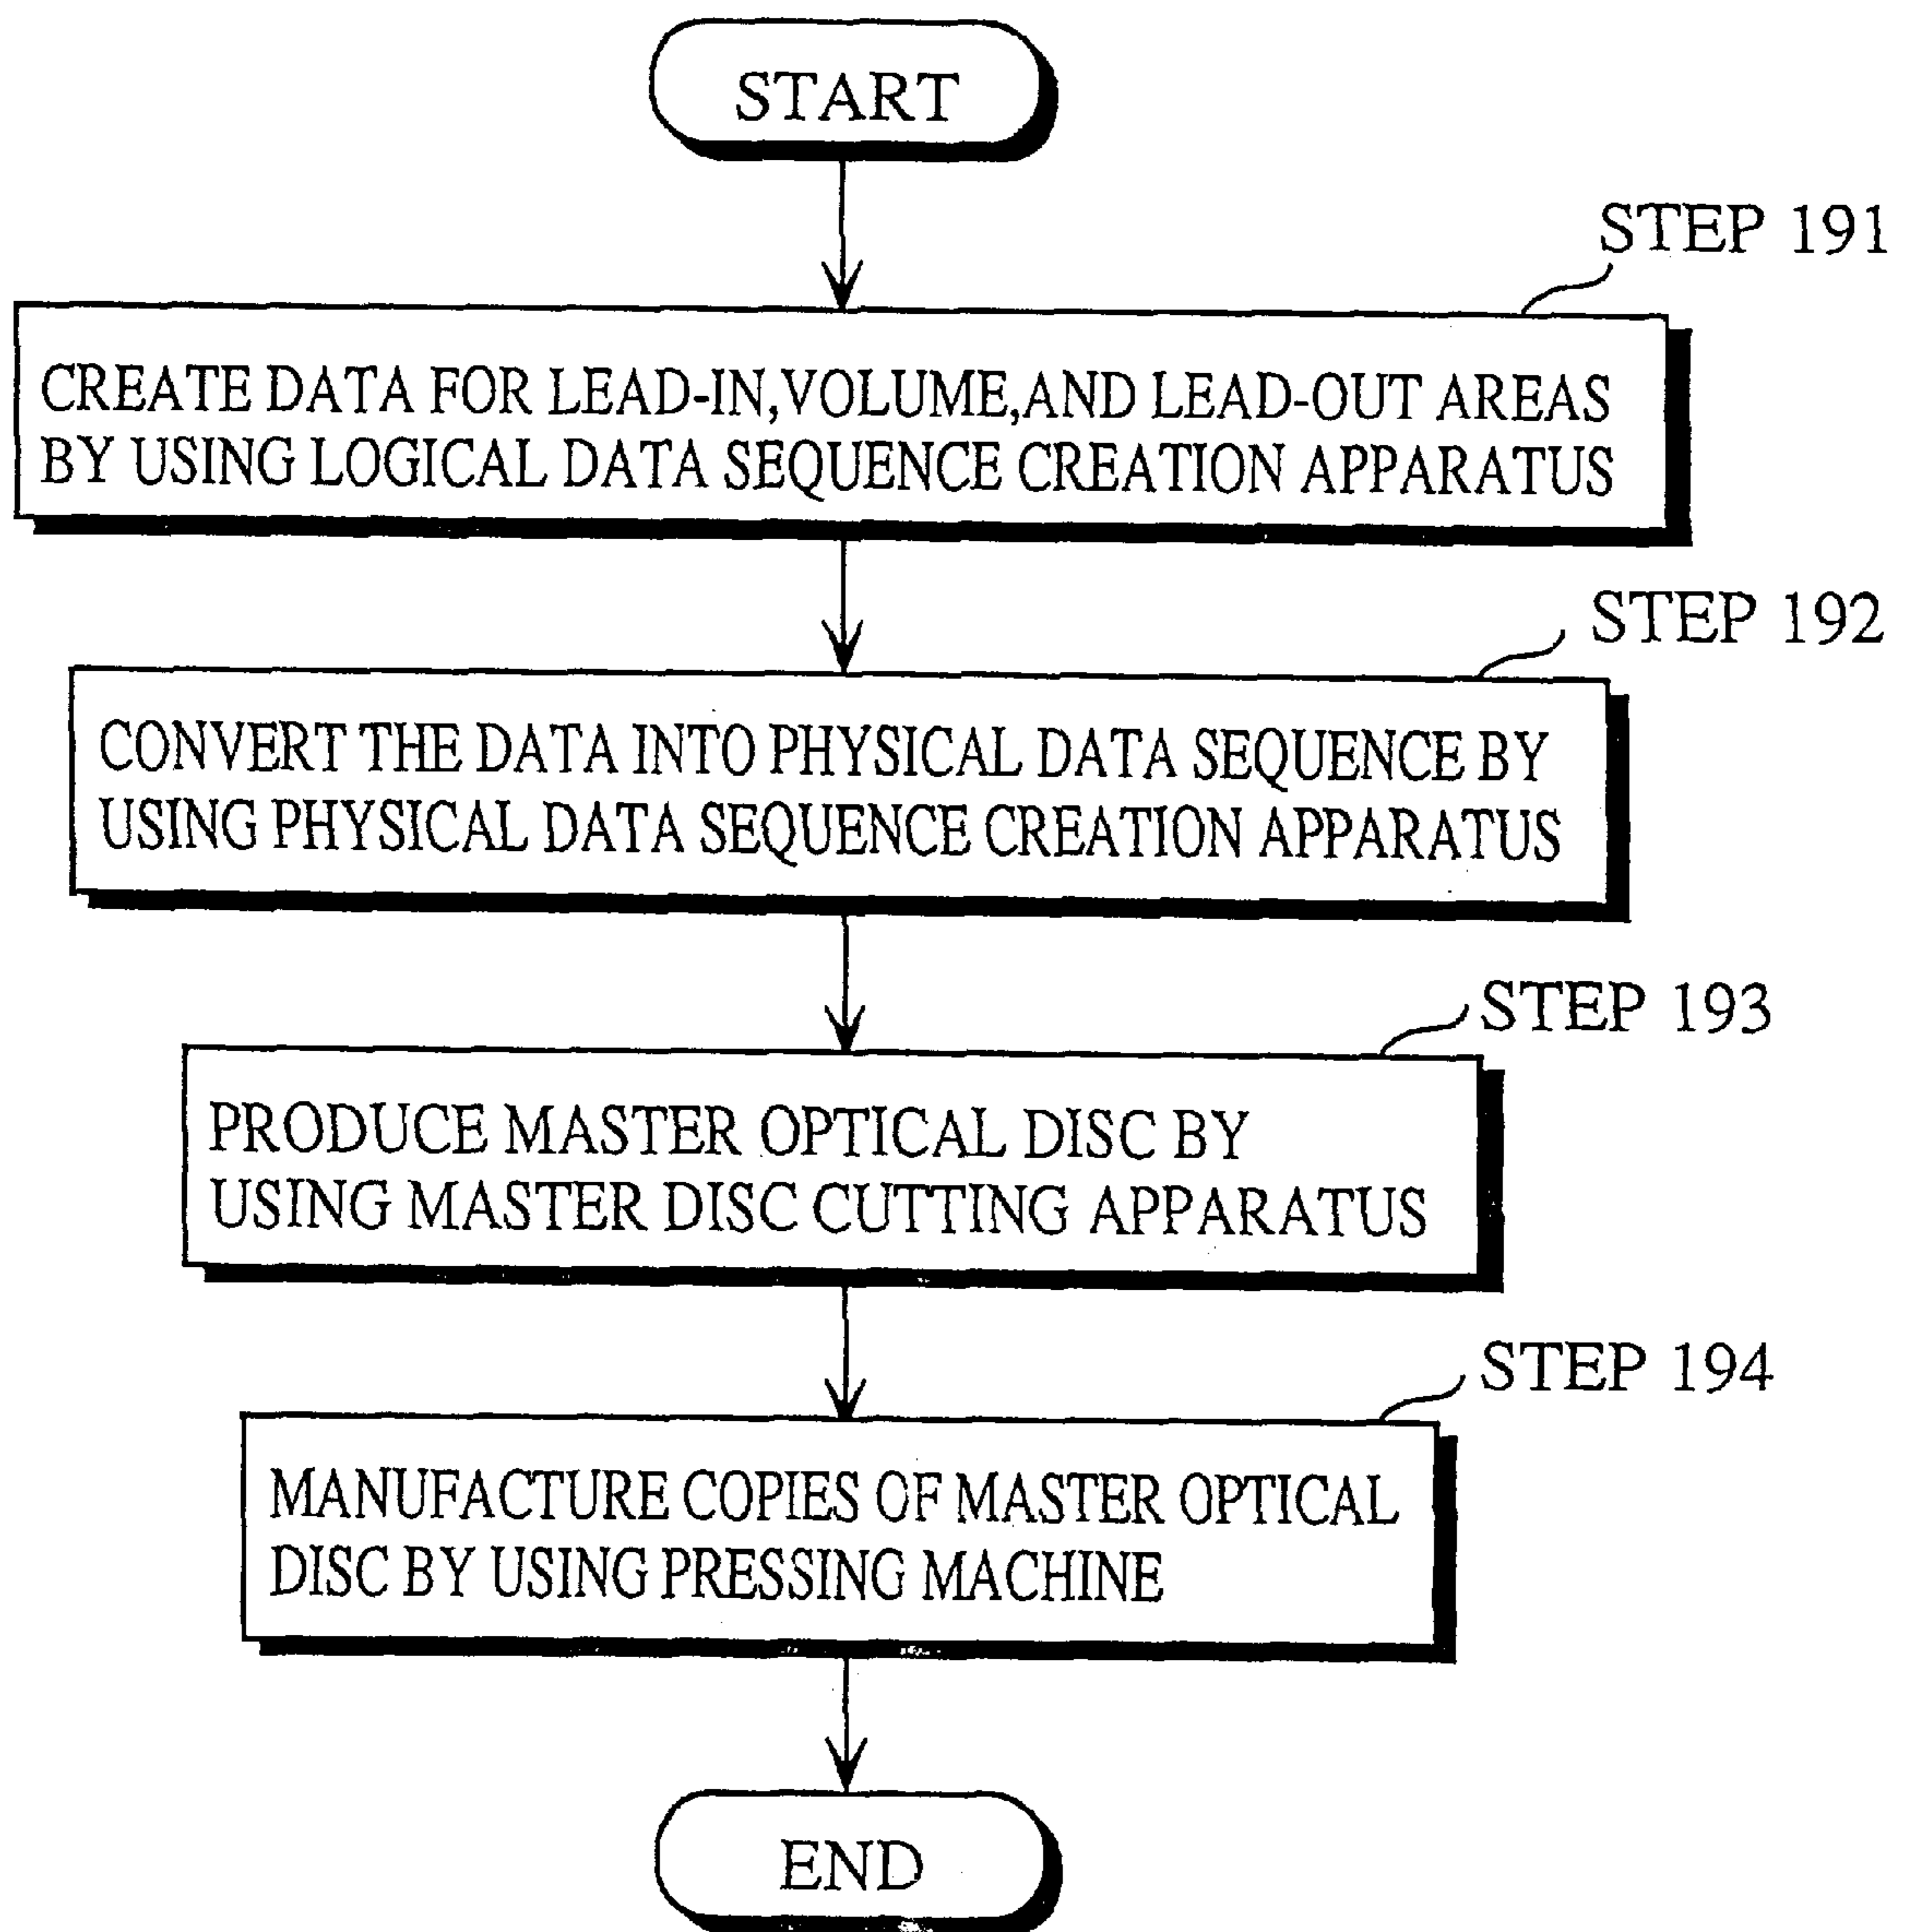 START
STEP 191
CREATE DATA FOR LEAD-IN,VOLUME,AND LEAD-OUT AREAS
BY USING LOGICAL DATA SEQUENCE CREATION APPARATUS
STEP 192
CONVERT THE DATA INTO PHYSICAL DATA SEQUENCE BY
USING PHYSICAL DATA SEQUENCE CREATION APPARATUS
STEP 193
PRODUCE MASTER OPTICAL DISC BY
USING MASTER DISC CUTTING APPARATUS
STEP 194
MANUFACTURE COPIES OF MASTER OPTICAL
DISC BY USING PRESSING MACHINE
END